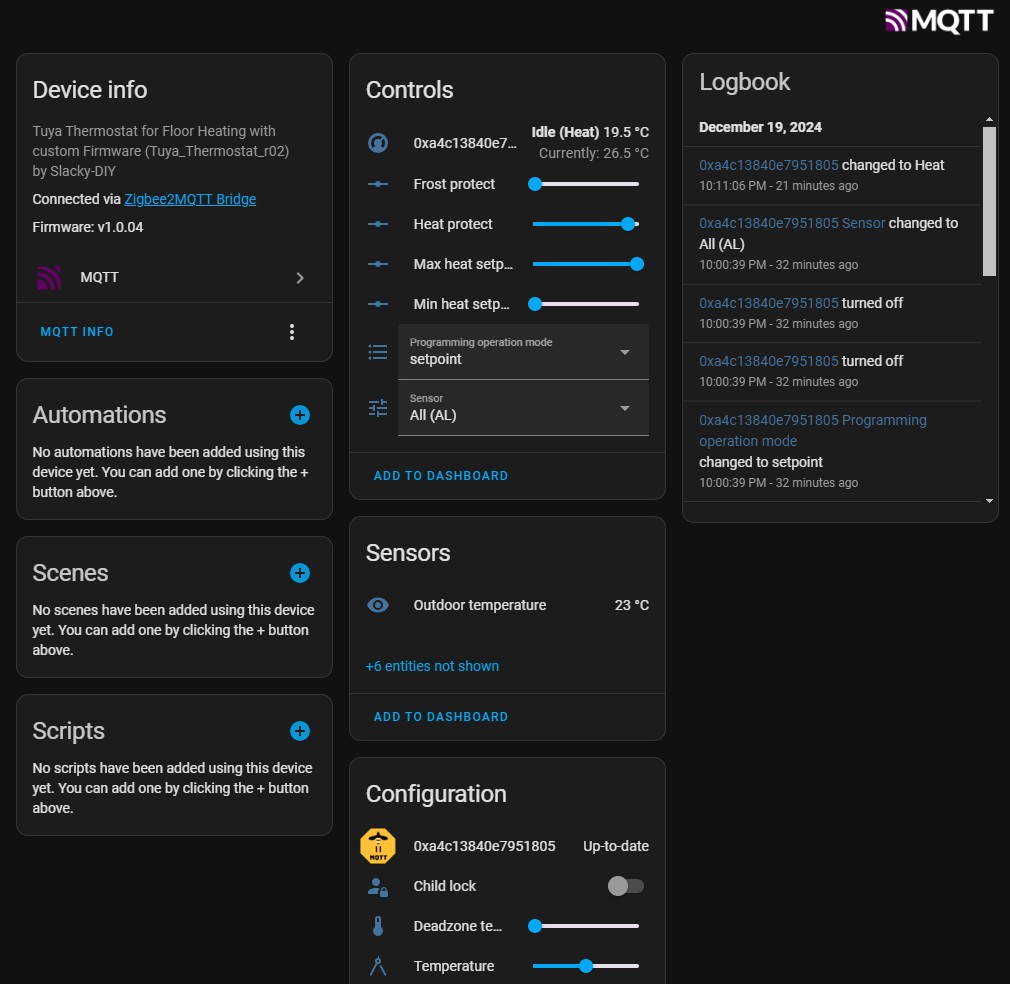 MQTT
Device info
Tuya Thermostat for Floor Heating with
custom Firmware (Tuya_Thermostat_r02)
by Slacky-DIY
Connected via Zigbee2MQTT Bridge
Firmware: v1.0.04
MQTT
MQTT INFO
Automations
No automations have been added using this
device yet. You can add one by clicking the +
button above.
Scenes
No scenes have been added using this device
yet. You can add one by clicking the + button
above.
Scripts
No scripts have been added using this device
yet. You can add one by clicking the + button
above.
Controls
0xa4c13840e7... Idle (Heat) 19.5 °C
Currently: 26.5 °C
Frost protect
Heat protect
Max heat setp...
Min heat setp...
Programming operation mode
setpoint
Sensor
All (AL)
ADD TO DASHBOARD
Sensors
Outdoor temperature 23 °C
+6 entities not shown
ADD TO DASHBOARD
Configuration
MQTT
0xa4c13840e7951805 Up-to-date
Child lock
Deadzone te...
Temperature
Logbook
December 19, 2024
0xa4c13840e7951805 changed to Heat
10:11:06 PM - 21 minutes ago
0xa4c13840e7951805 Sensor changed to
All (AL)
10:00:39 PM - 32 minutes ago
0xa4c13840e7951805 turned off
10:00:39 PM - 32 minutes ago
0xa4c13840e7951805 turned off
10:00:39 PM - 32 minutes ago
0xa4c13840e7951805 Programming
operation mode
changed to setpoint
10:00:39 PM - 32 minutes ago